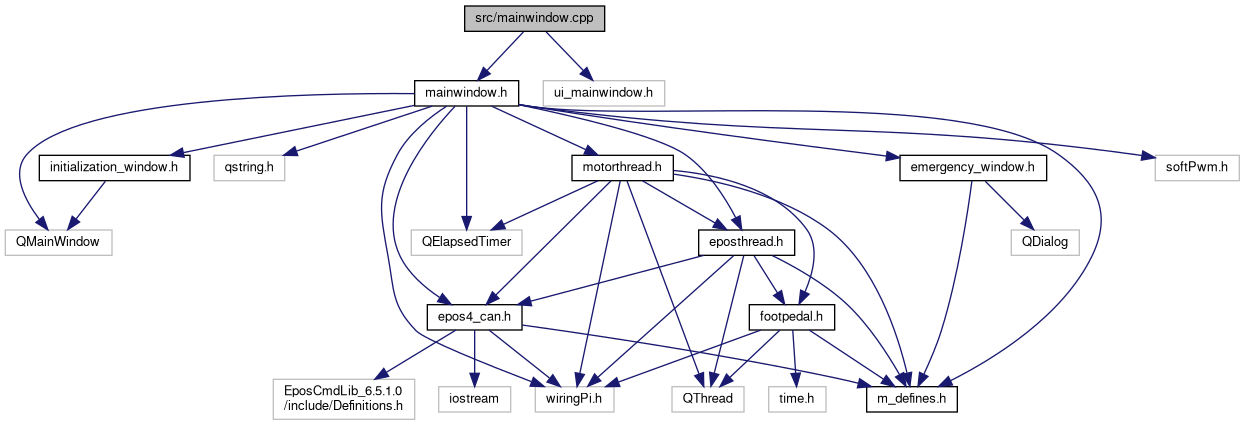 src/mainwindow.cpp
mainwindow.h
ui_mainwindow.h
initialization_window.h
qstring.h
motorthread.h
emergency_window.h
softPwm.h
QMainWindow
QElapsedTimer
eposthread.h
QDialog
epos4_can.h
footpedal.h
EposCmdLib_6.5.1.0
/include/Definitions.h
iostream
wiringPi.h
QThread
time.h
m_defines.h